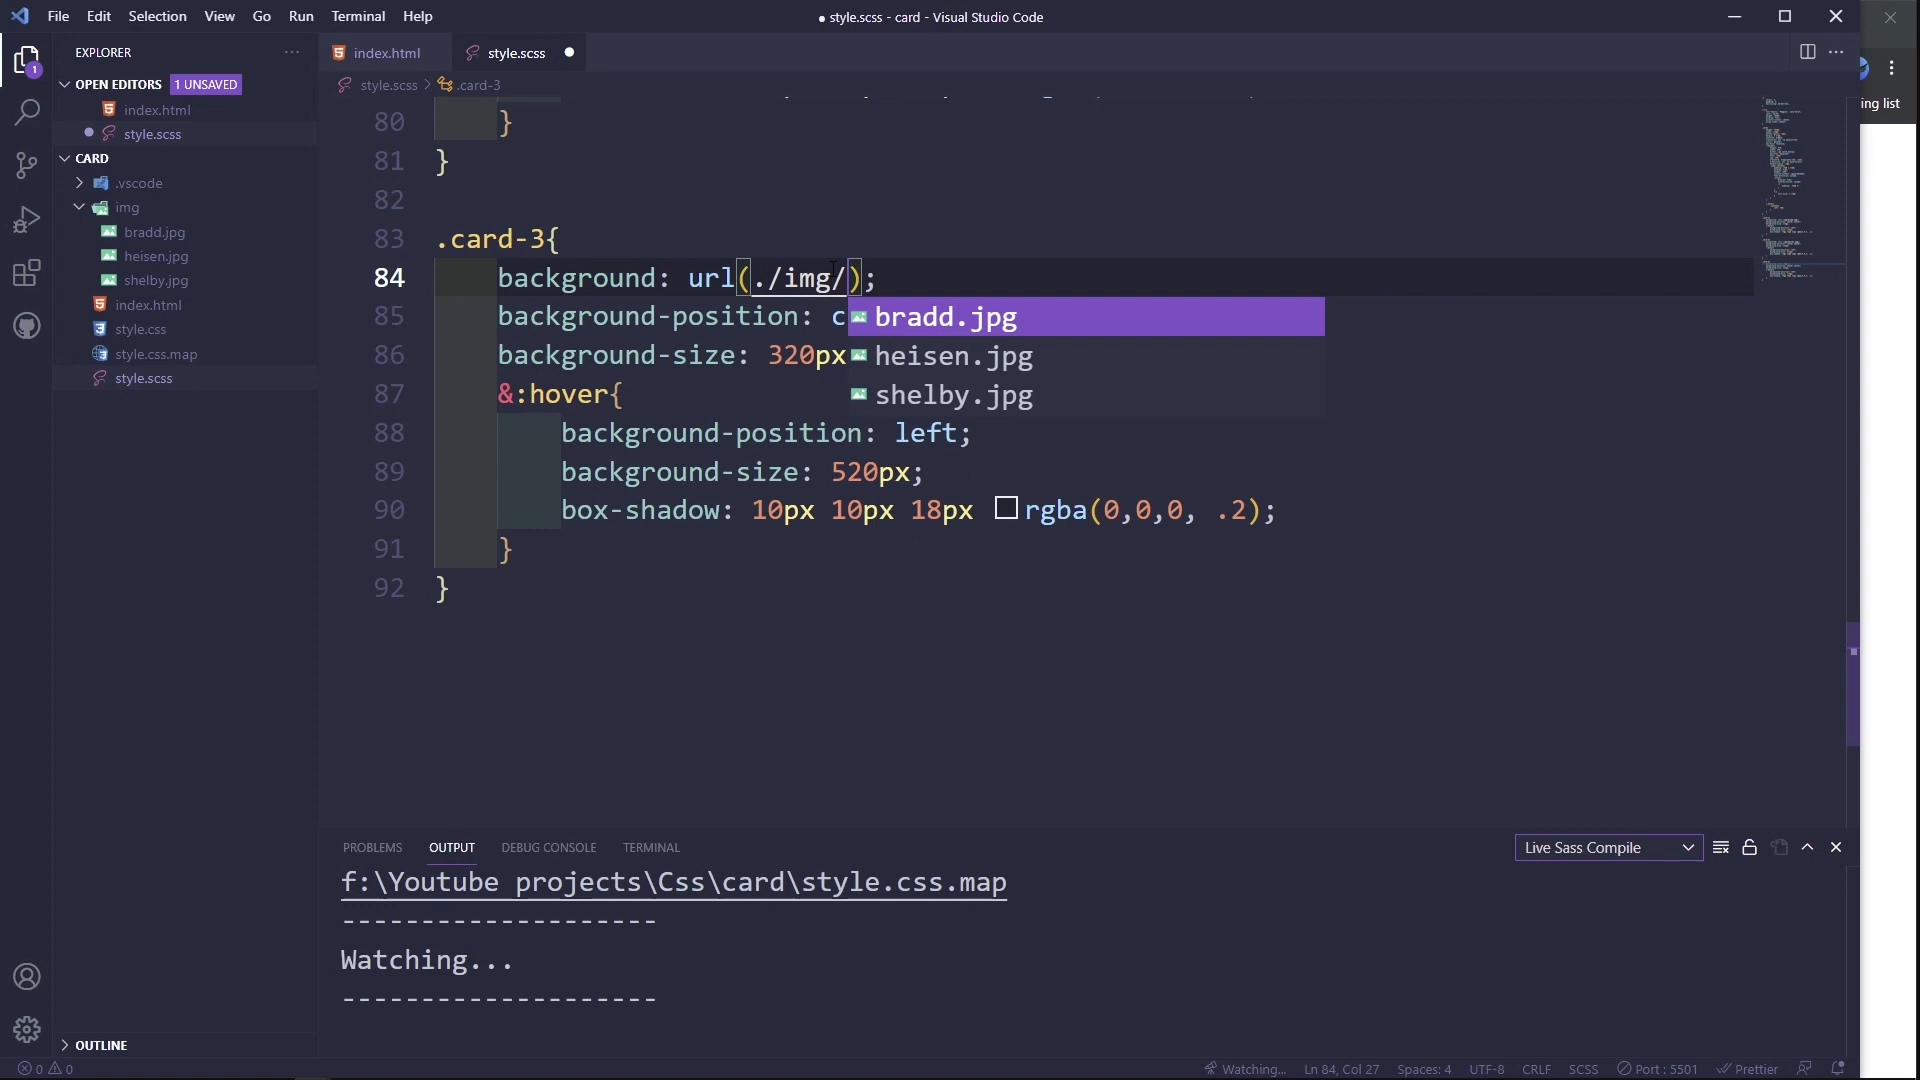 File Edit Selection View Go Run Terminal Help
● style.scss - card - Visual Studio Code
ing list
EXPLORER
OPEN EDITORS 1 UNSAVED
index.html
style.scss
CARD
.vscode
img
bradd.jpg
heisen.jpg
shelby.jpg
index.html
style.css
style.css.map
style.scss
OUTLINE
1
index.html style.scss
style.scss > .card-3
80 }
81 }
82
83 .card-3{
84 background: url(./img/);
85 background-position: c
86 background-size: 320px
87 &:hover{
88 background-position: left;
89 background-size: 520px;
90 box-shadow: 10px 10px 18px rgba(0,0,0, .2);
91 }
92 }
bradd.jpg
heisen.jpg
shelby.jpg
PROBLEMS OUTPUT DEBUG CONSOLE TERMINAL
Live Sass Compile
f:\Youtube projects\Css\card\style.css.map
--------------------
Watching...
--------------------
0 0 Watching... Ln 84, Col 27 Spaces: 4 UTF-8 CRLF SCSS Port : 5501 Prettier